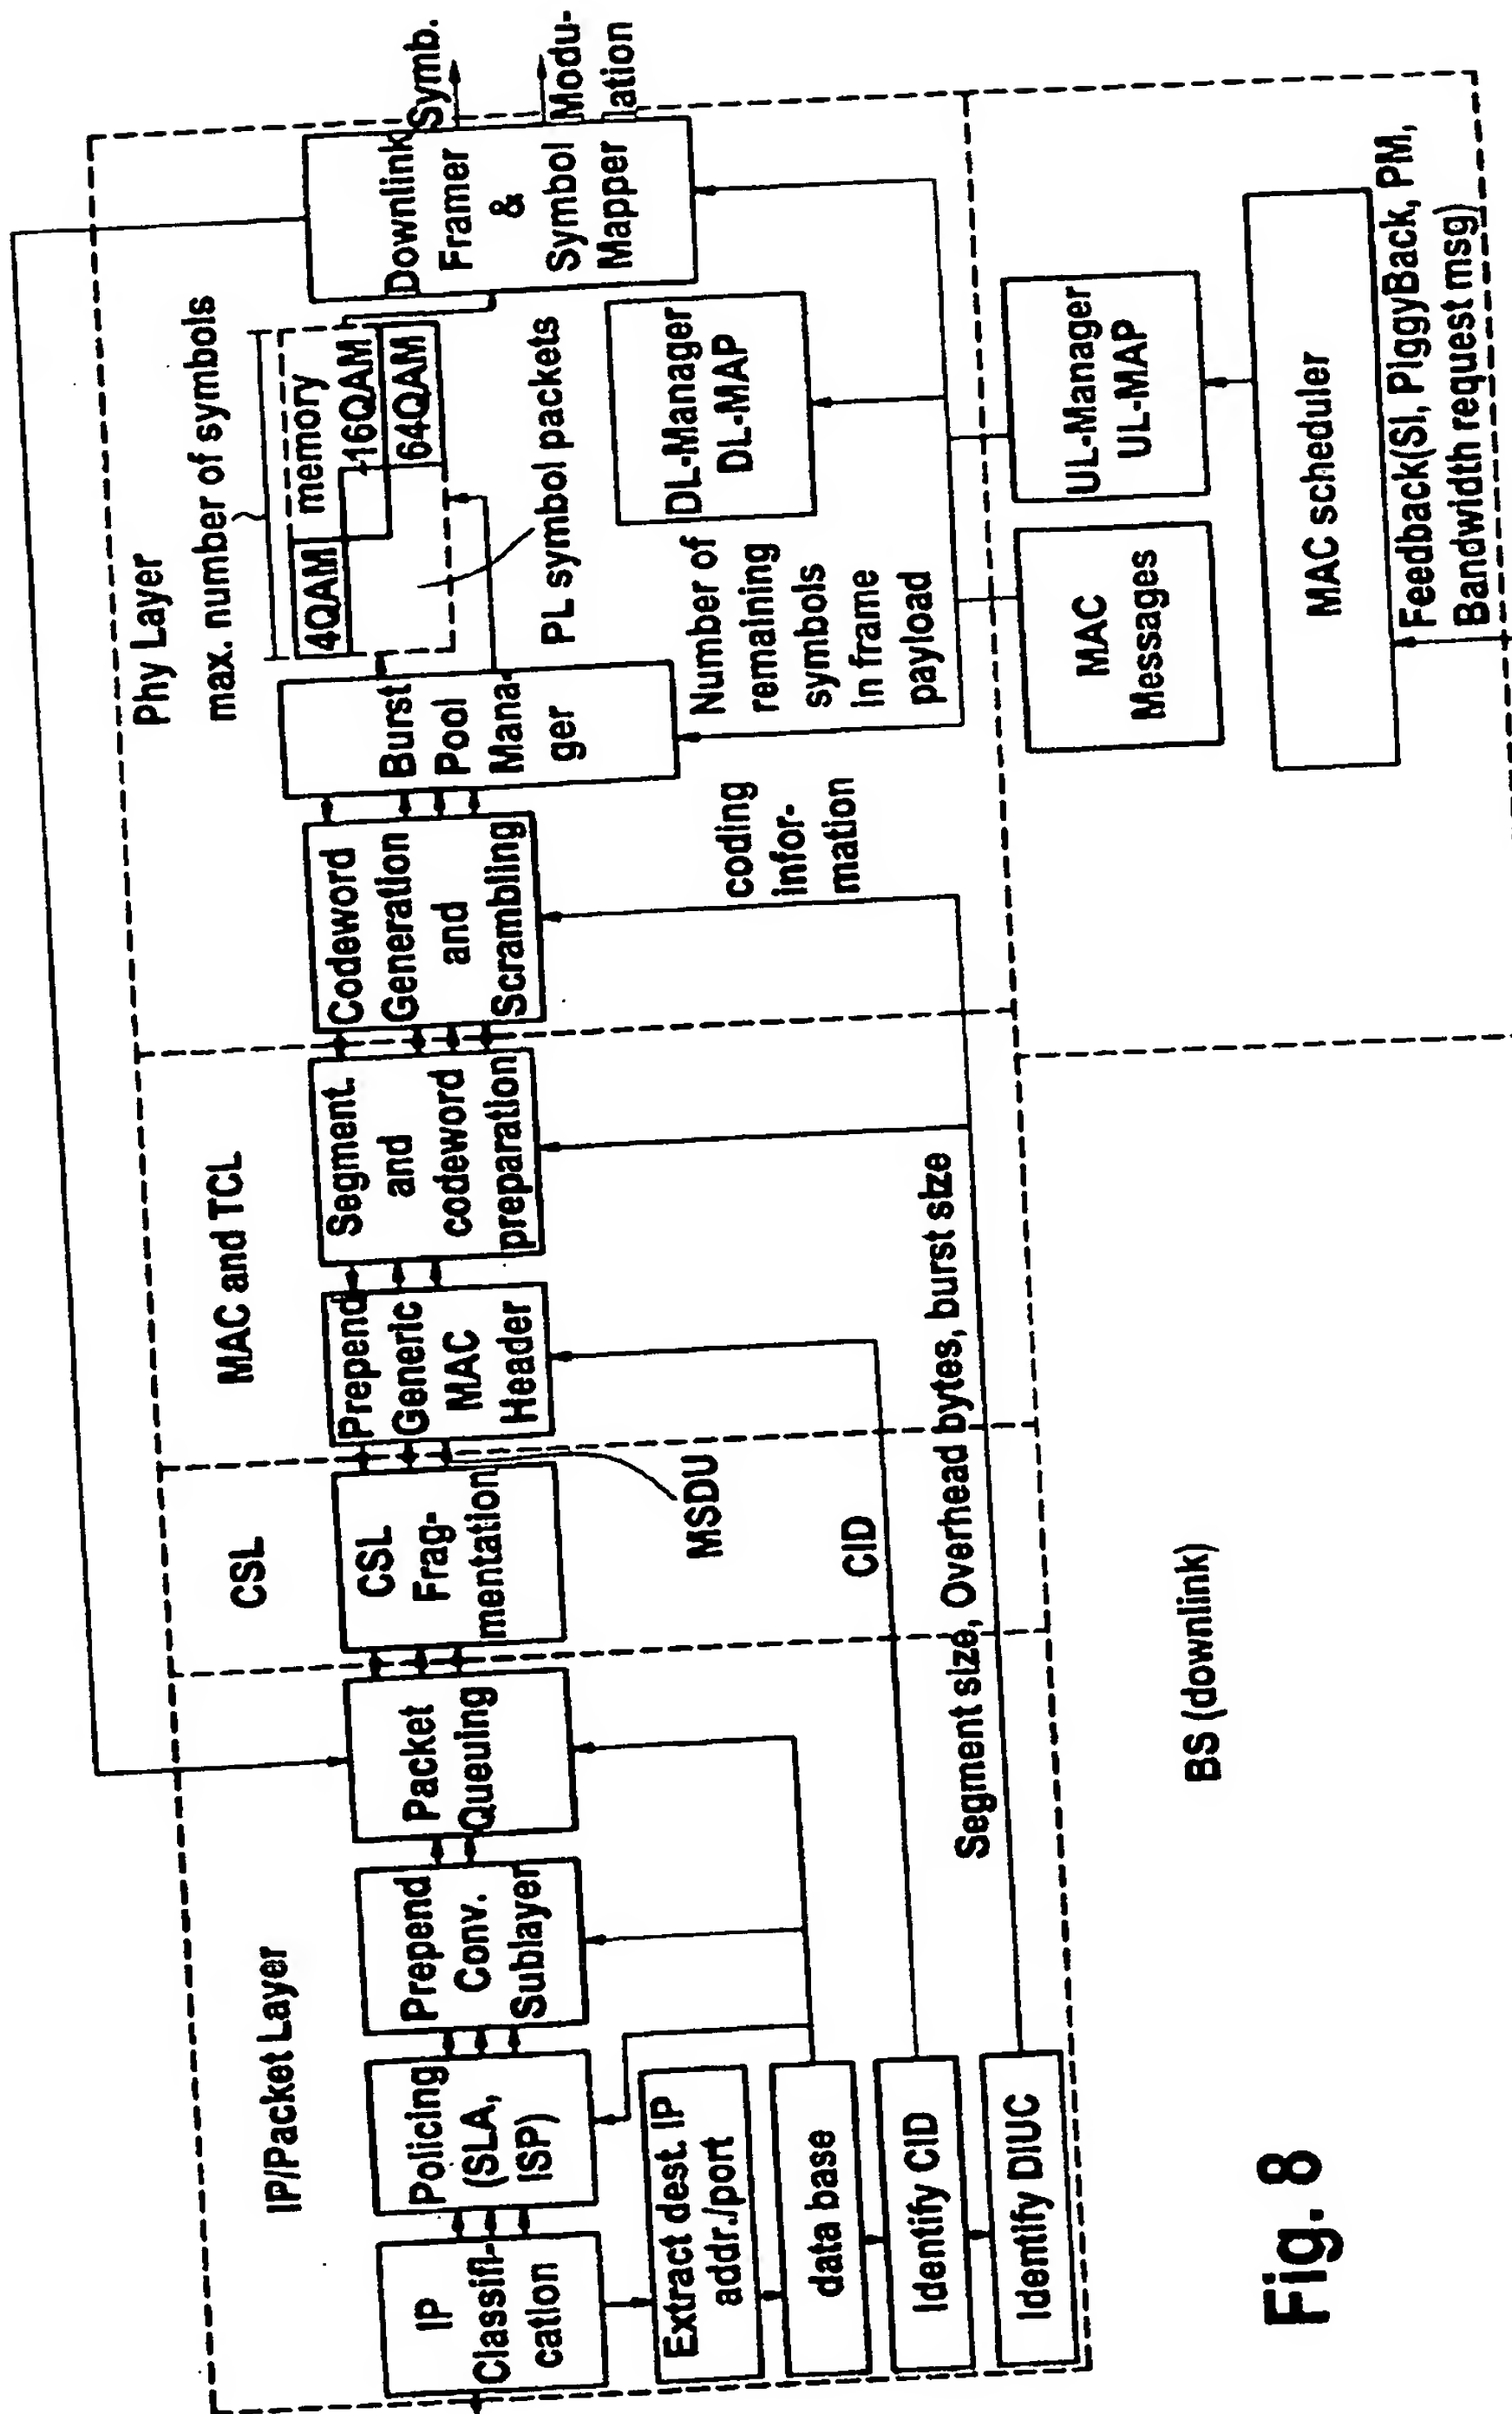 Phy Layer
max. number of symbols
4QAM
memory
16QAM
64QAM
PL symbol packets
Downlink
Framer
&
Symbol
Mapper
Symb.
Modu-
lation
Burst
Pool
Mana-
ger
Number of
remaining
symbols
in frame
payload
DL-Manager
DL-MAP
UL-Manager
UL-MAP
MAC
Messages
MAC scheduler
Feedback(SI, PiggyBack, PM,
Bandwidth request msg)
Codeword
Generation
and
Scrambling
coding
infor-
mation
MAC and TCL
Segment.
and
codeword
preparation
Prepend
Generic
MAC
Header
CSL
CSL
Frag-
mentation
MSDU
CID
Segment size, Overhead bytes, burst size
IP/Packet Layer
Packet
Queuing
Prepend
Conv.
Sublayer
Policing
(SLA,
ISP)
IP
Classifi-
cation
Extract dest. IP
addr./port
data base
Identify CID
Identify DIUC
BS (downlink)
Fig. 8